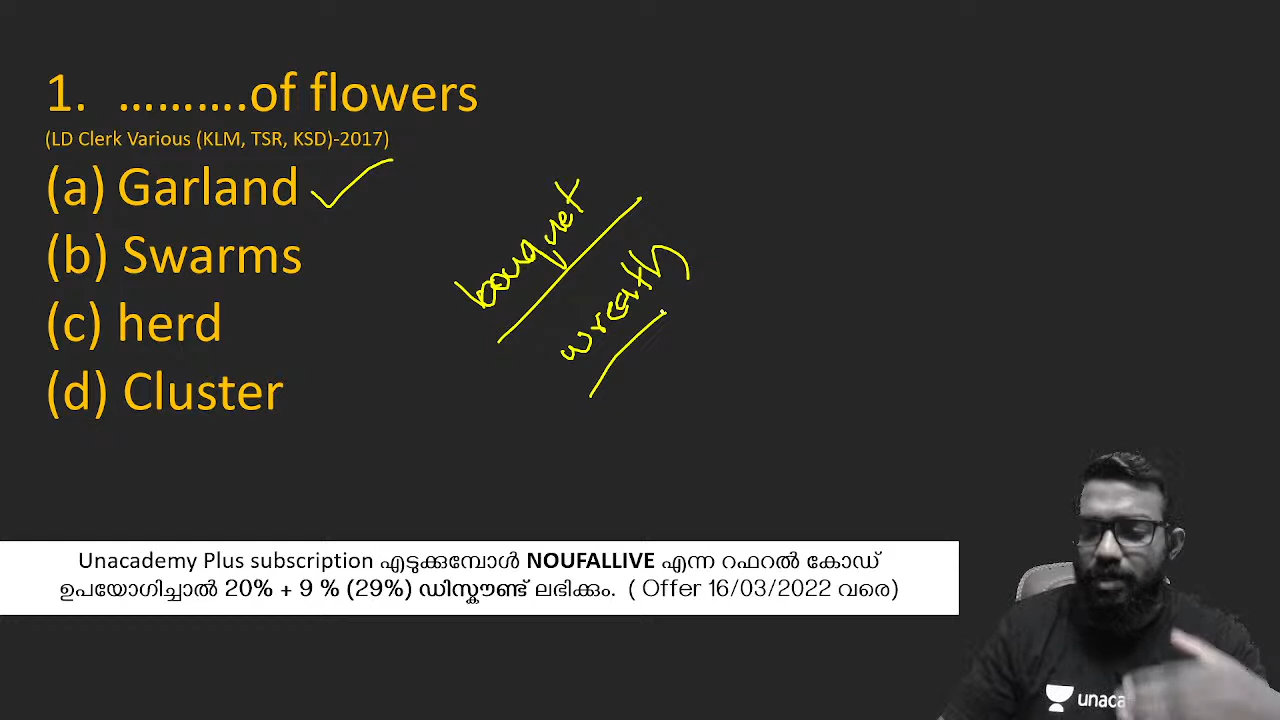 1. ……….of flowers
(LD Clerk Various (KLM, TSR, KSD)-2017)
(a) Garland
(b) Swarms
(c) herd
(d) Cluster
bouquet
wreath
Unacademy Plus subscription എടുക്കുമ്പോൾ NOUFALLIVE എന്ന റഫറൽ കോഡ്
ഉപയോഗിച്ചാൽ 20% + 9 % (29%) ഡിസ്കൗണ്ട് ലഭിക്കും. ( Offer 16/03/2022 വരെ)
unaca